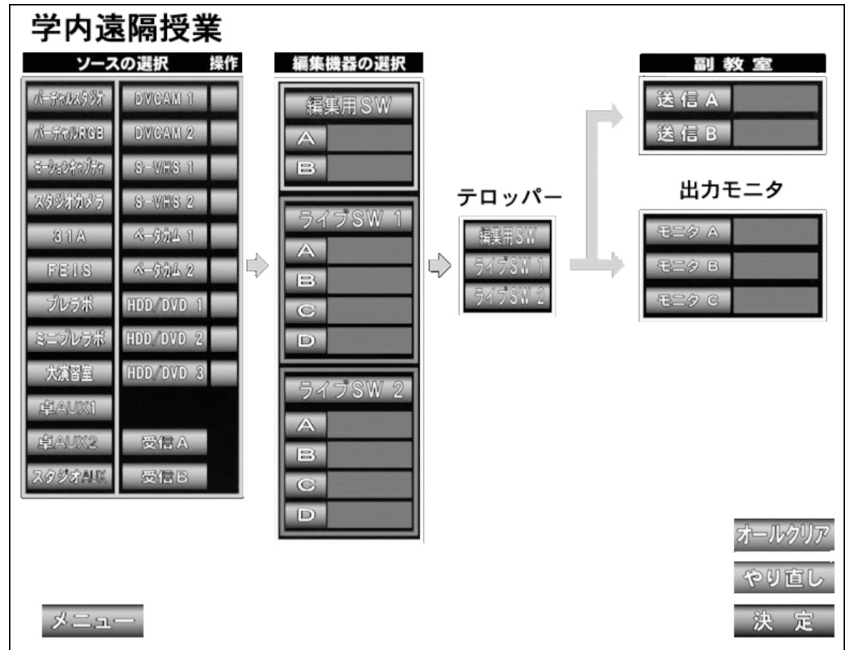 学内遠隔授業
ソースの選択 操作
バーチャルスタジオ DVCAM 1
バーチャルRGB DVCAM 2
モーションキャプチャ S-VHS 1
スタジオカメラ S-VHS 2
31A ベータカム 1
FEIS ベータカム 2
プレラボ HDD/DVD 1
ミニプレラボ HDD/DVD 2
大演習室 HDD/DVD 3
卓AUX1
卓AUX2 受信A
スタジオAUX 受信B
編集機器の選択
編集用SW
A
B
ライブSW 1
A
B
C
D
ライブSW 2
A
B
C
D
テロッパー
編集用SW
ライブSW 1
ライブSW 2
副教室
送信A
送信B
出力モニタ
モニタ A
モニタ B
モニタ C
オールクリア
やり直し
決定
メニュー